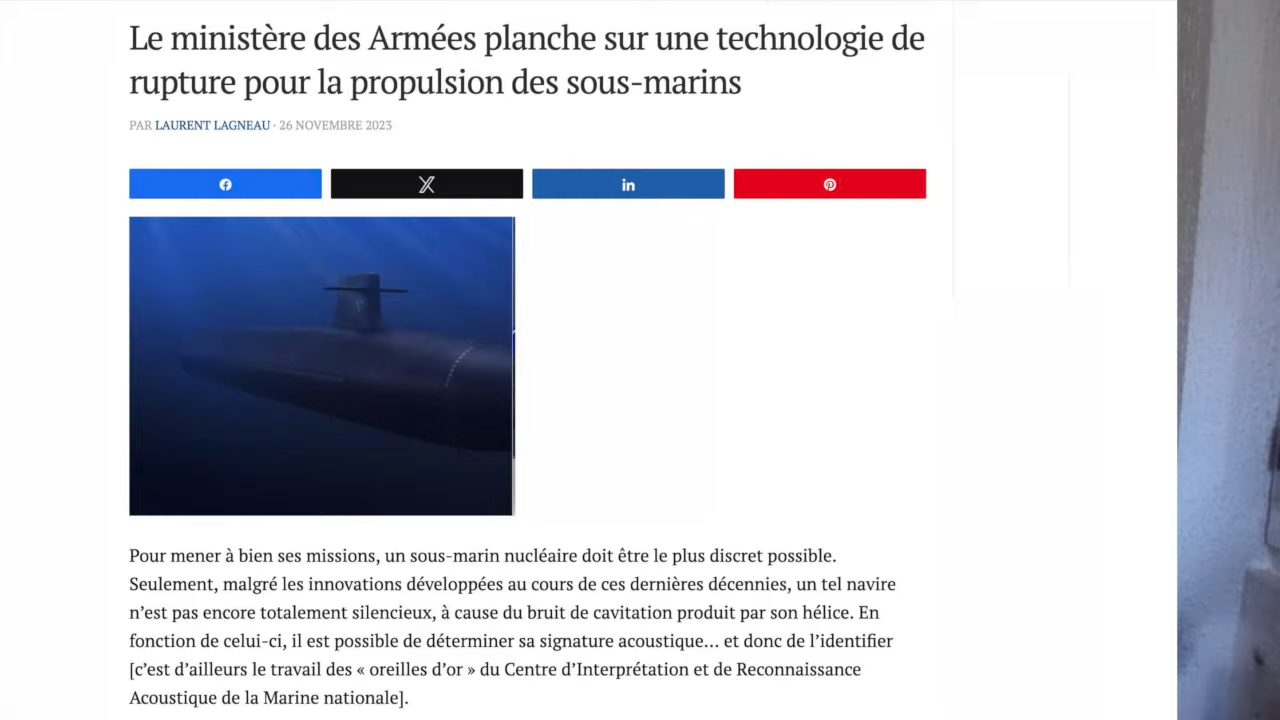 Le ministère des Armées planche sur une technologie de
rupture pour la propulsion des sous-marins
PAR LAURENT LAGNEAU · 26 NOVEMBRE 2023
Pour mener à bien ses missions, un sous-marin nucléaire doit être le plus discret possible.
Seulement, malgré les innovations développées au cours de ces dernières décennies, un tel navire
n’est pas encore totalement silencieux, à cause du bruit de cavitation produit par son hélice. En
fonction de celui-ci, il est possible de déterminer sa signature acoustique… et donc de l’identifier
[c’est d’ailleurs le travail des « oreilles d’or » du Centre d’Interprétation et de Reconnaissance
Acoustique de la Marine nationale].